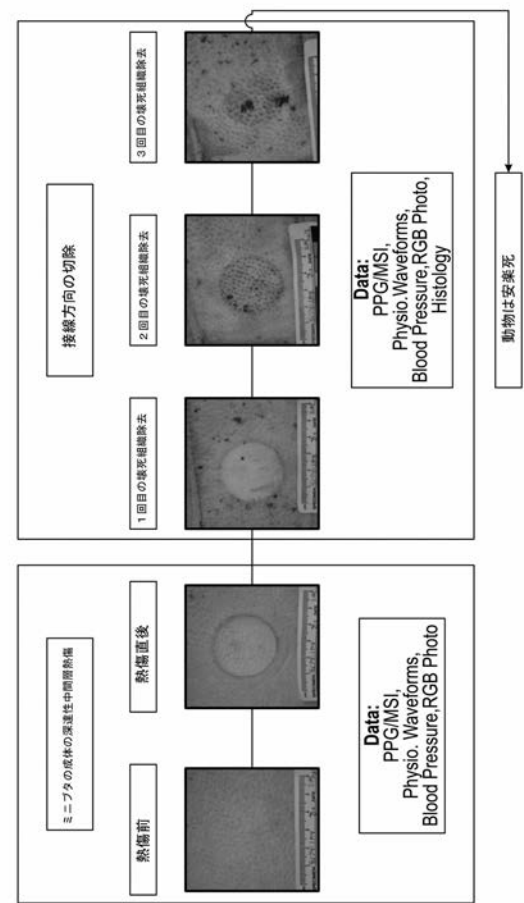 ミニブタの成体の深達性中間層熱傷
熱傷前
熱傷直後
Data:
PPG/MSI,
Physio. Waveforms,
Blood Pressure,RGB Photo
接線方向の切除
1回目の壊死組織除去
2回目の壊死組織除去
3回目の壊死組織除去
Data:
PPG/MSI,
Physio.Waveforms,
Blood Pressure,RGB Photo,
Histology
動物は安楽死